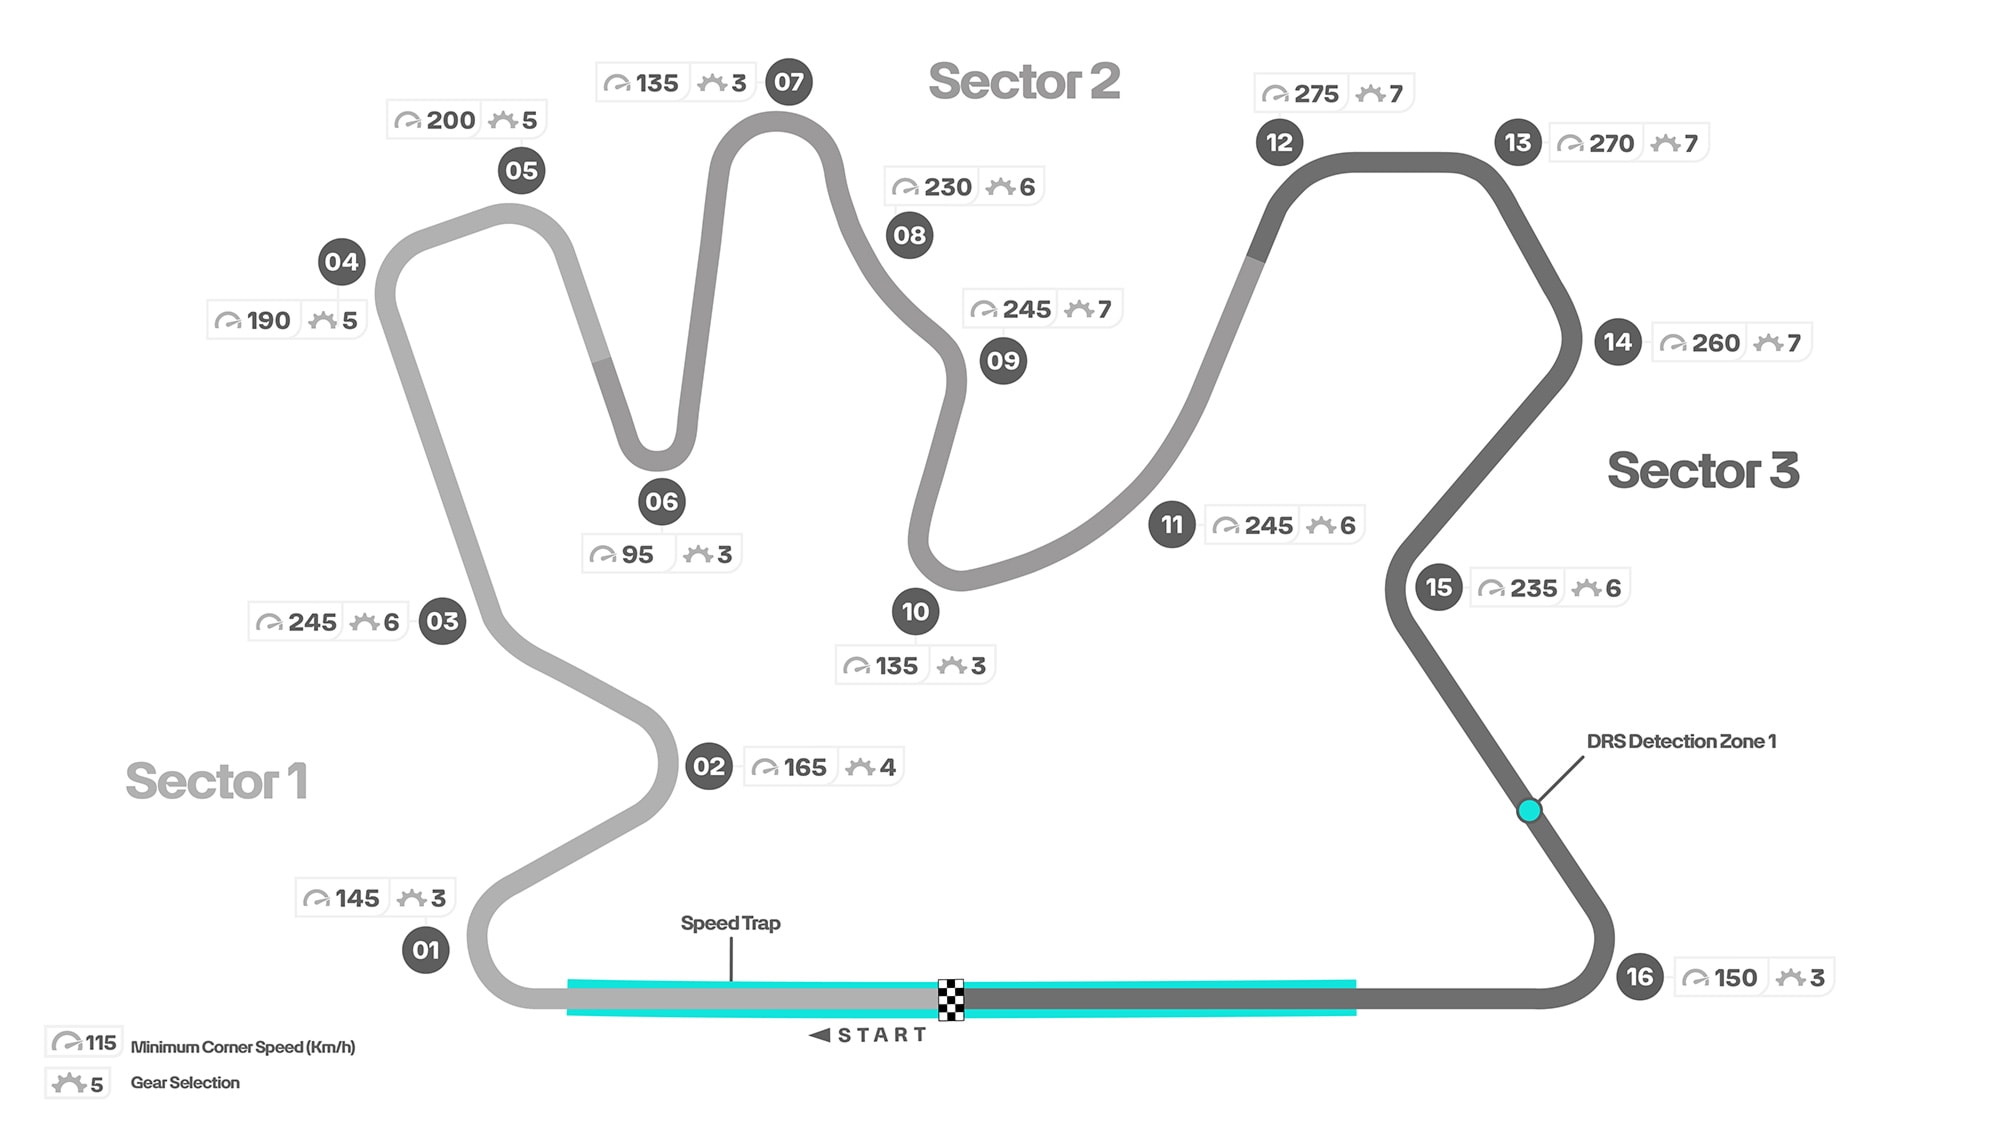 135 3 07
Sector 2
275 7
200 5
12
13 270 7
05
230 6
08
04
190 5
245 7
09
14 260 7
Sector 3
06
95 3
11 245 6
15 235 6
10
135 3
245 6 03
DRS Detection Zone 1
02 165 4
Sector 1
145 3
01
Speed Trap
16 150 3
START
115 Minimum Corner Speed (Km/h)
5 Gear Selection